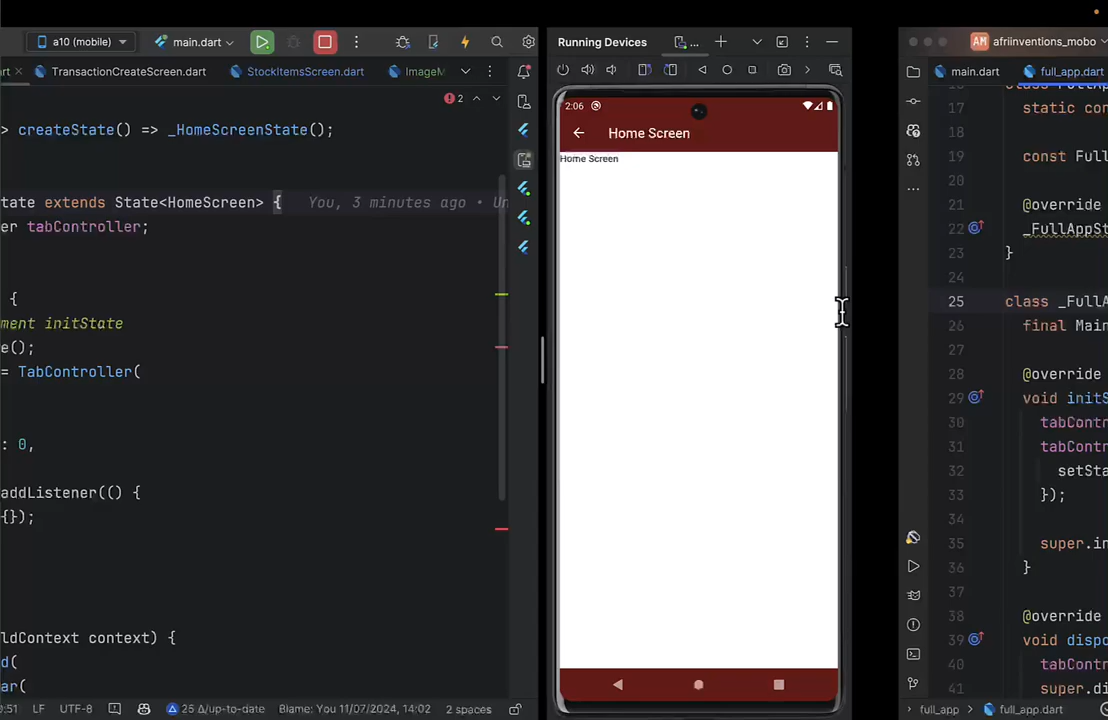 a10 (mobile)
main.dart
Running Devices
afriinventions_mobo
rt
TransactionCreateScreen.dart
StockItemsScreen.dart
ImageM
...
main.dart
full_app.dart
2
> createState() => _HomeScreenState();
tate extends State<HomeScreen> { You, 3 minutes ago • Un
er tabController;
{
ment initState
e();
= TabController(
: 0,
addListener(() {
{});
ldContext context) {
d(
ar(
9:51 LF UTF-8 Δ/up-to-date Blame: You 11/07/2024, 14:02 2 spaces
2:06
Home Screen
Home Screen
17 static con
18
19 const Full
20
21 @override
22 _FullAppSt
23 }
24
25 class _FullA
26 final Main
27
28 @override
29 void initS
30 tabContr
31 tabContr
32 setSta
33 });
34
35 super.in
36 }
37
38 @override
39 void dispo
40 tabContr
41 super.di
> full_app > full_app.dart